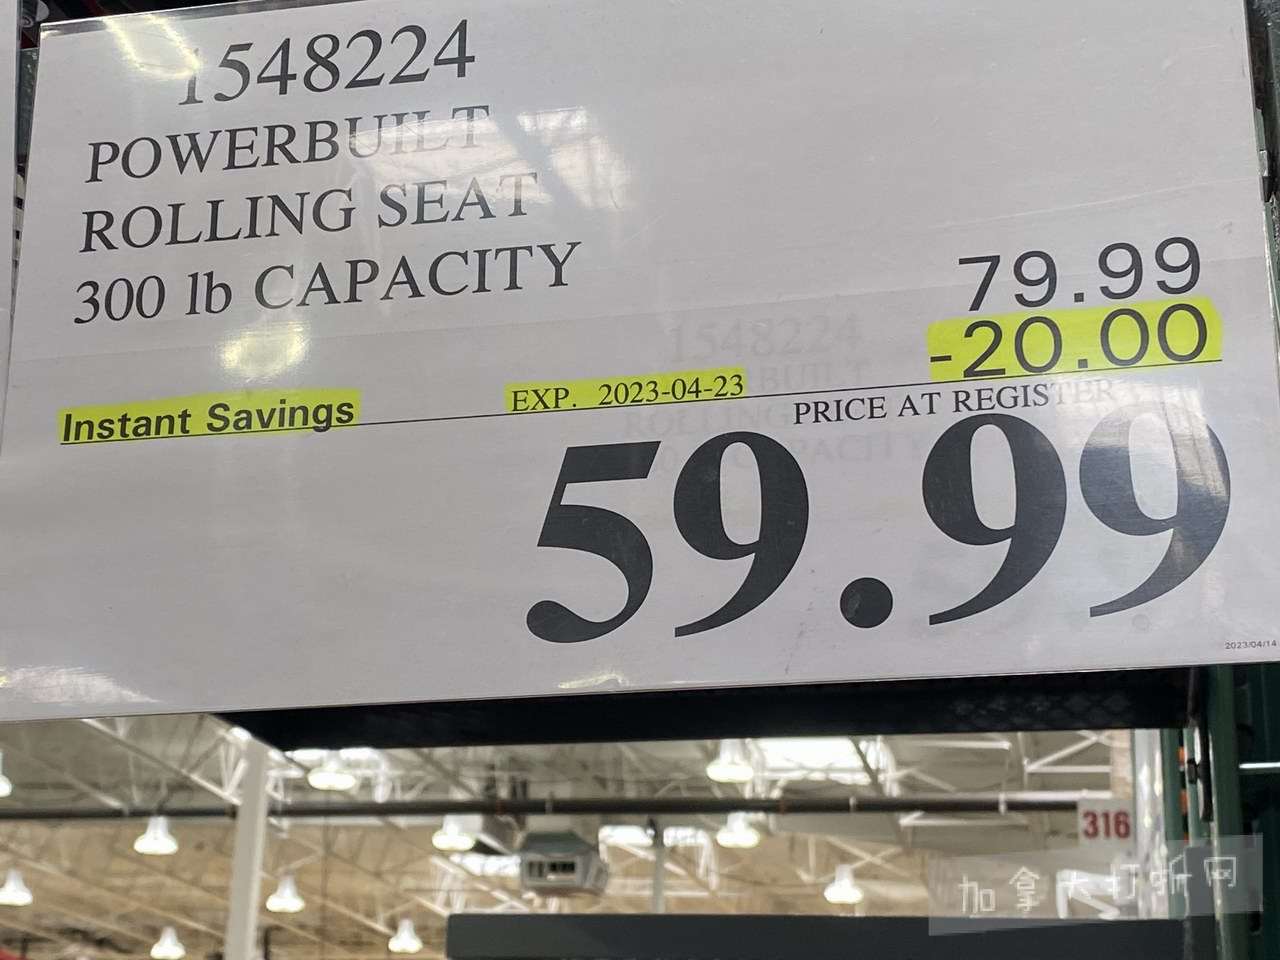 1548224
POWERBUILT
ROLLING SEAT
300 lb CAPACITY
79.99
-20.00
Instant Savings
EXP. 2023-04-23
PRICE AT REGISTER
59.99
2023/04/14
316
加拿大打折网